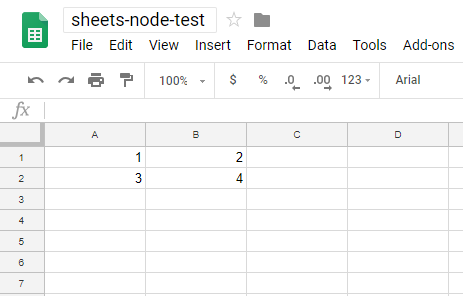 sheets-node-test
File Edit View Insert Format Data Tools Add-ons
100% $ % .0 .00 123 Arial
fx
A B C D
1 1 2
2 3 4
3
4
5
6
7